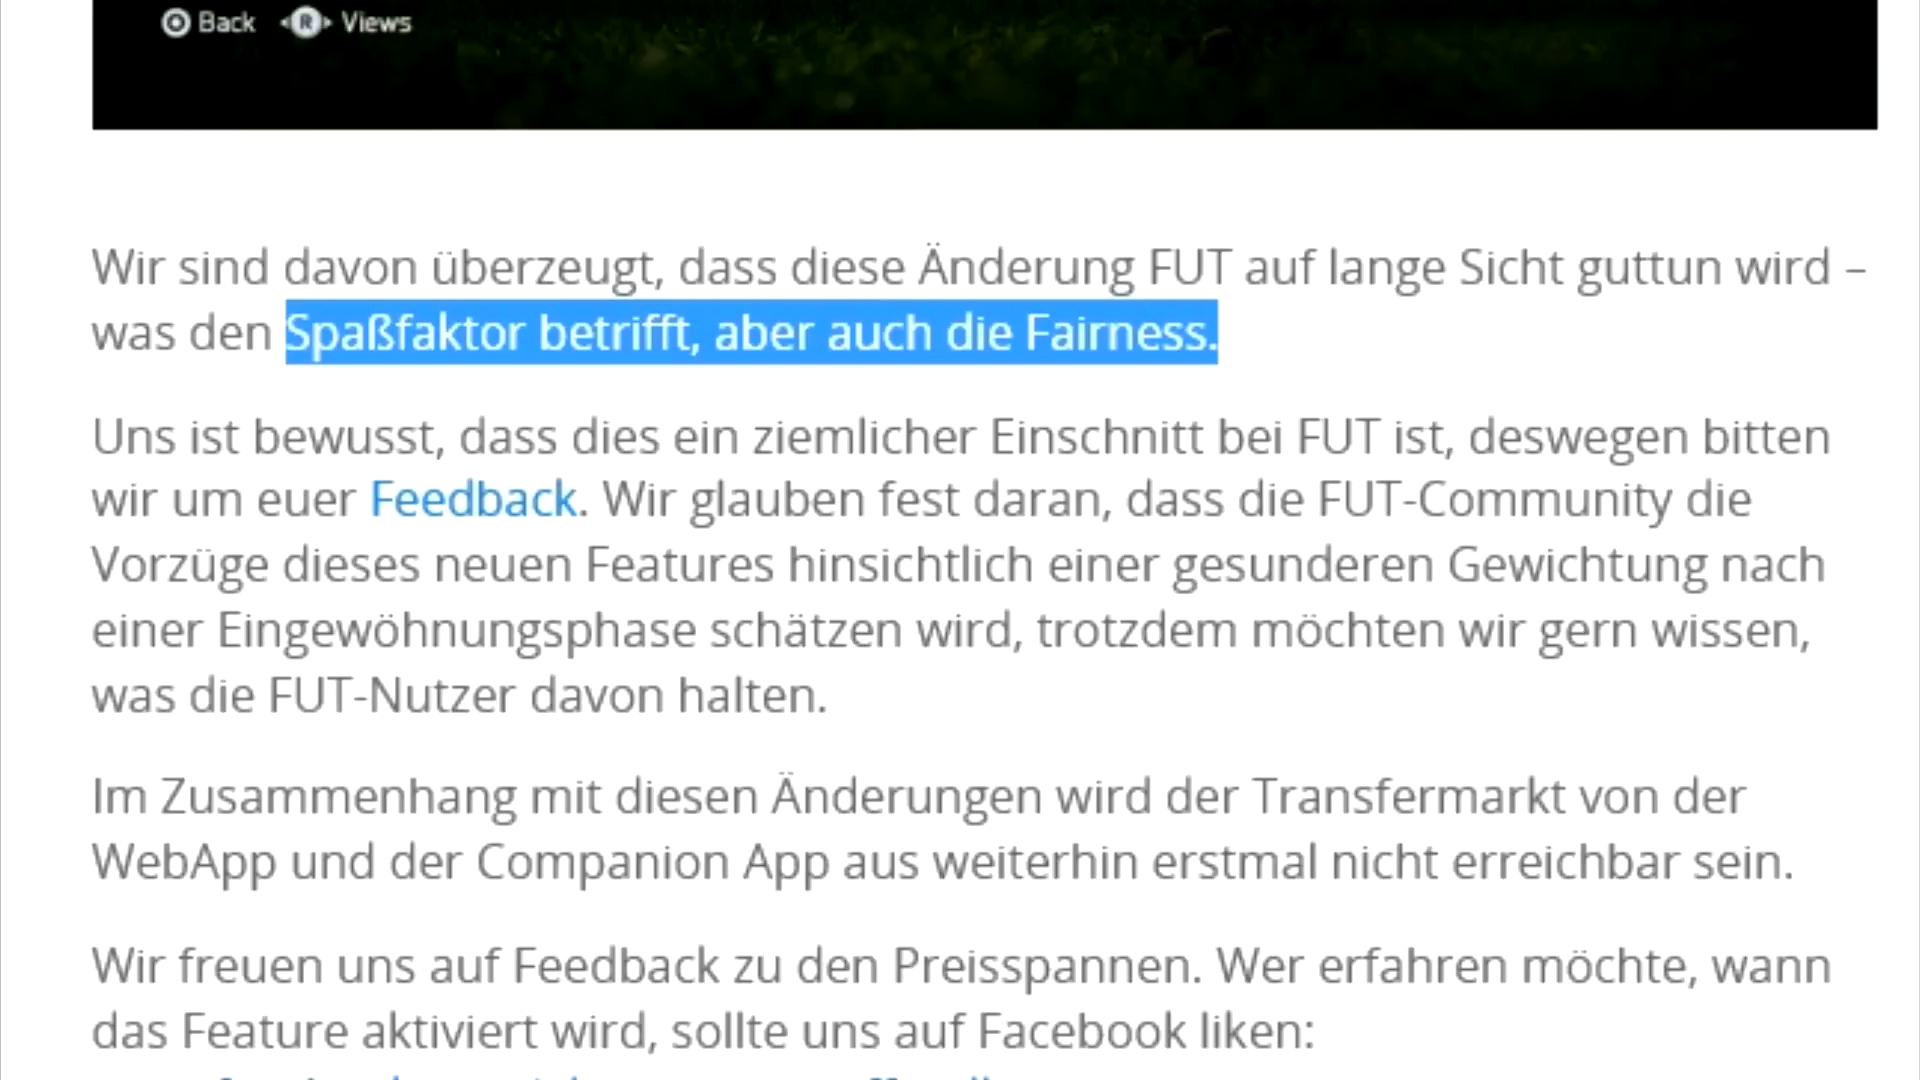 Back R Views
Wir sind davon überzeugt, dass diese Änderung FUT auf lange Sicht guttun wird –
was den Spaßfaktor betrifft, aber auch die Fairness.
Uns ist bewusst, dass dies ein ziemlicher Einschnitt bei FUT ist, deswegen bitten
wir um euer Feedback. Wir glauben fest daran, dass die FUT-Community die
Vorzüge dieses neuen Features hinsichtlich einer gesunderen Gewichtung nach
einer Eingewöhnungsphase schätzen wird, trotzdem möchten wir gern wissen,
was die FUT-Nutzer davon halten.
Im Zusammenhang mit diesen Änderungen wird der Transfermarkt von der
WebApp und der Companion App aus weiterhin erstmal nicht erreichbar sein.
Wir freuen uns auf Feedback zu den Preisspannen. Wer erfahren möchte, wann
das Feature aktiviert wird, sollte uns auf Facebook liken: